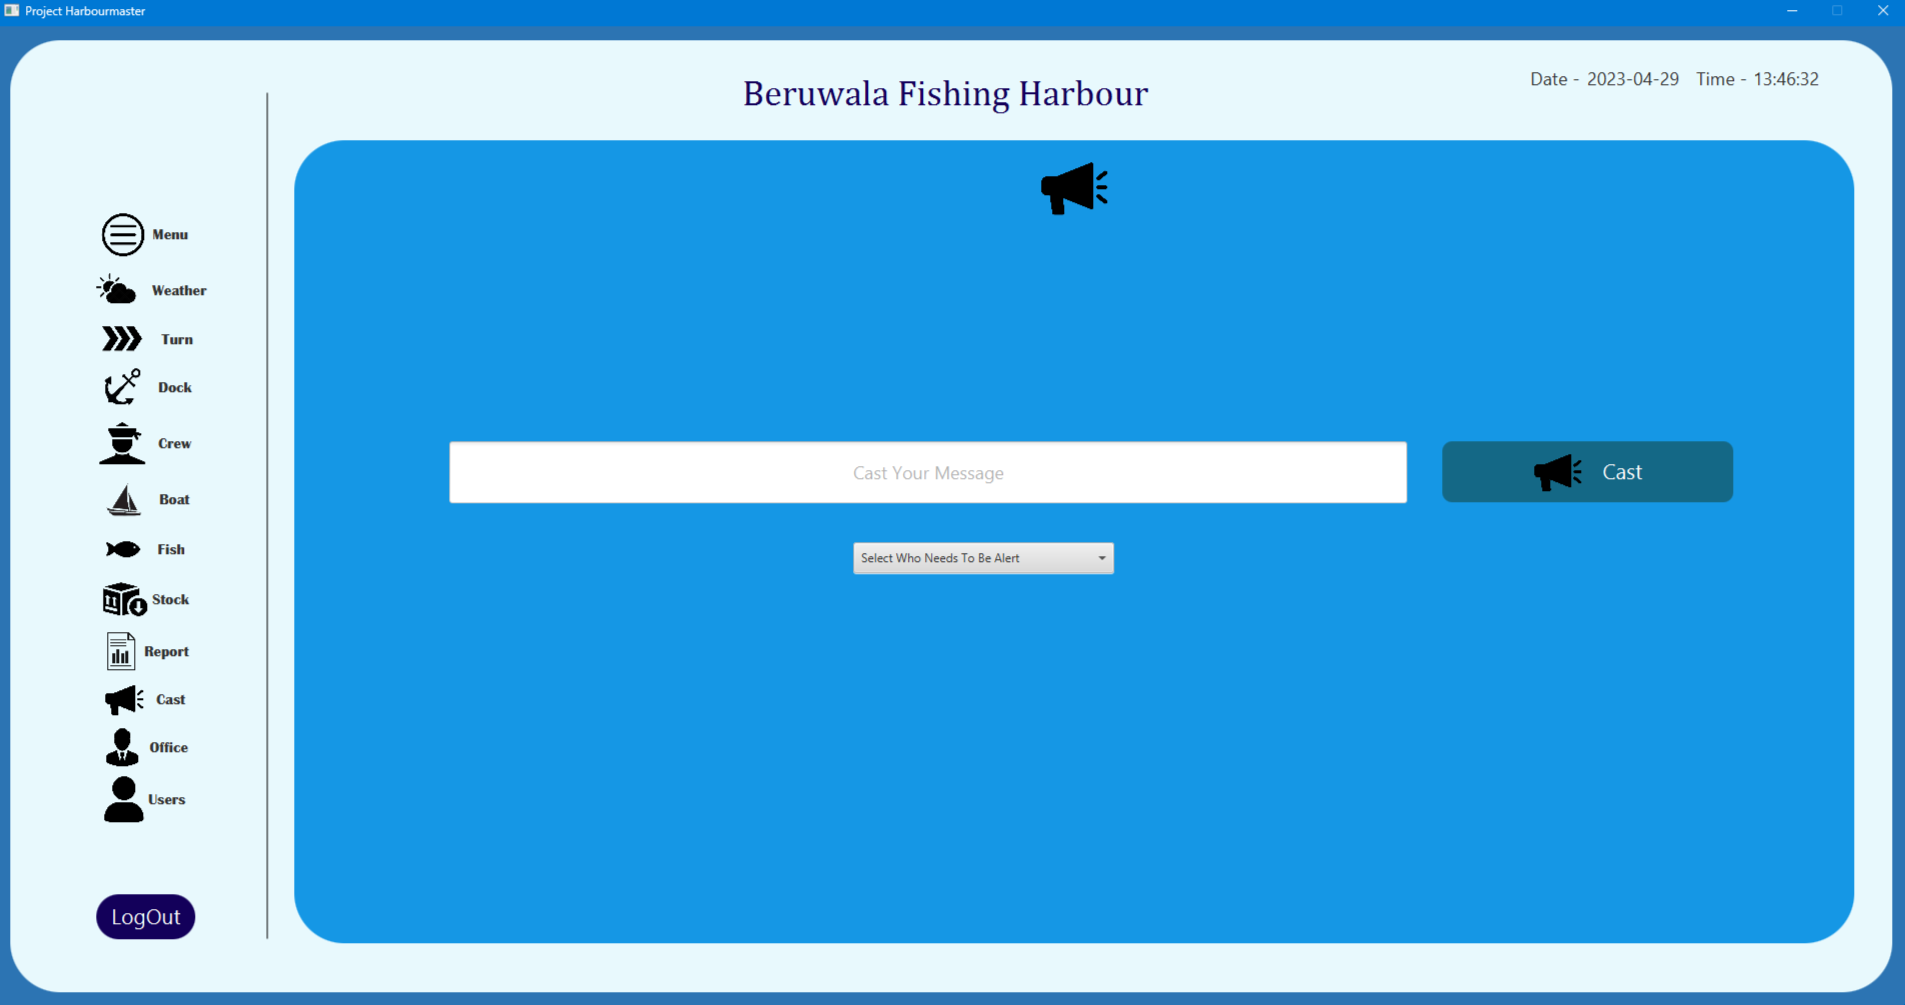 Project Harbourmaster
Beruwala Fishing Harbour
Date - 2023-04-29 Time - 13:46:32
Menu
Weather
Turn
Dock
Crew
Boat
Fish
Stock
Report
Cast
Office
Users
LogOut
Cast Your Message
Cast
Select Who Needs To Be Alert